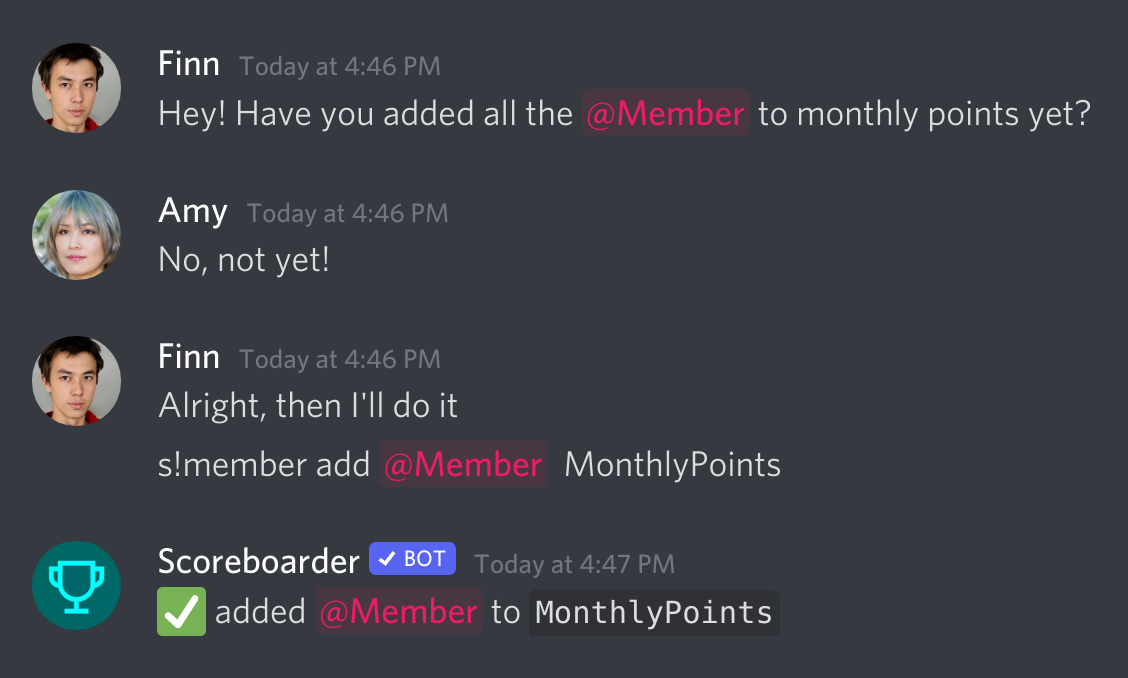 Finn Today at 4:46 PM
Hey! Have you added all the @Member to monthly points yet?
Amy Today at 4:46 PM
No, not yet!
Finn Today at 4:46 PM
Alright, then I'll do it
s!member add @Member MonthlyPoints
Scoreboarder BOT Today at 4:47 PM
added @Member to MonthlyPoints